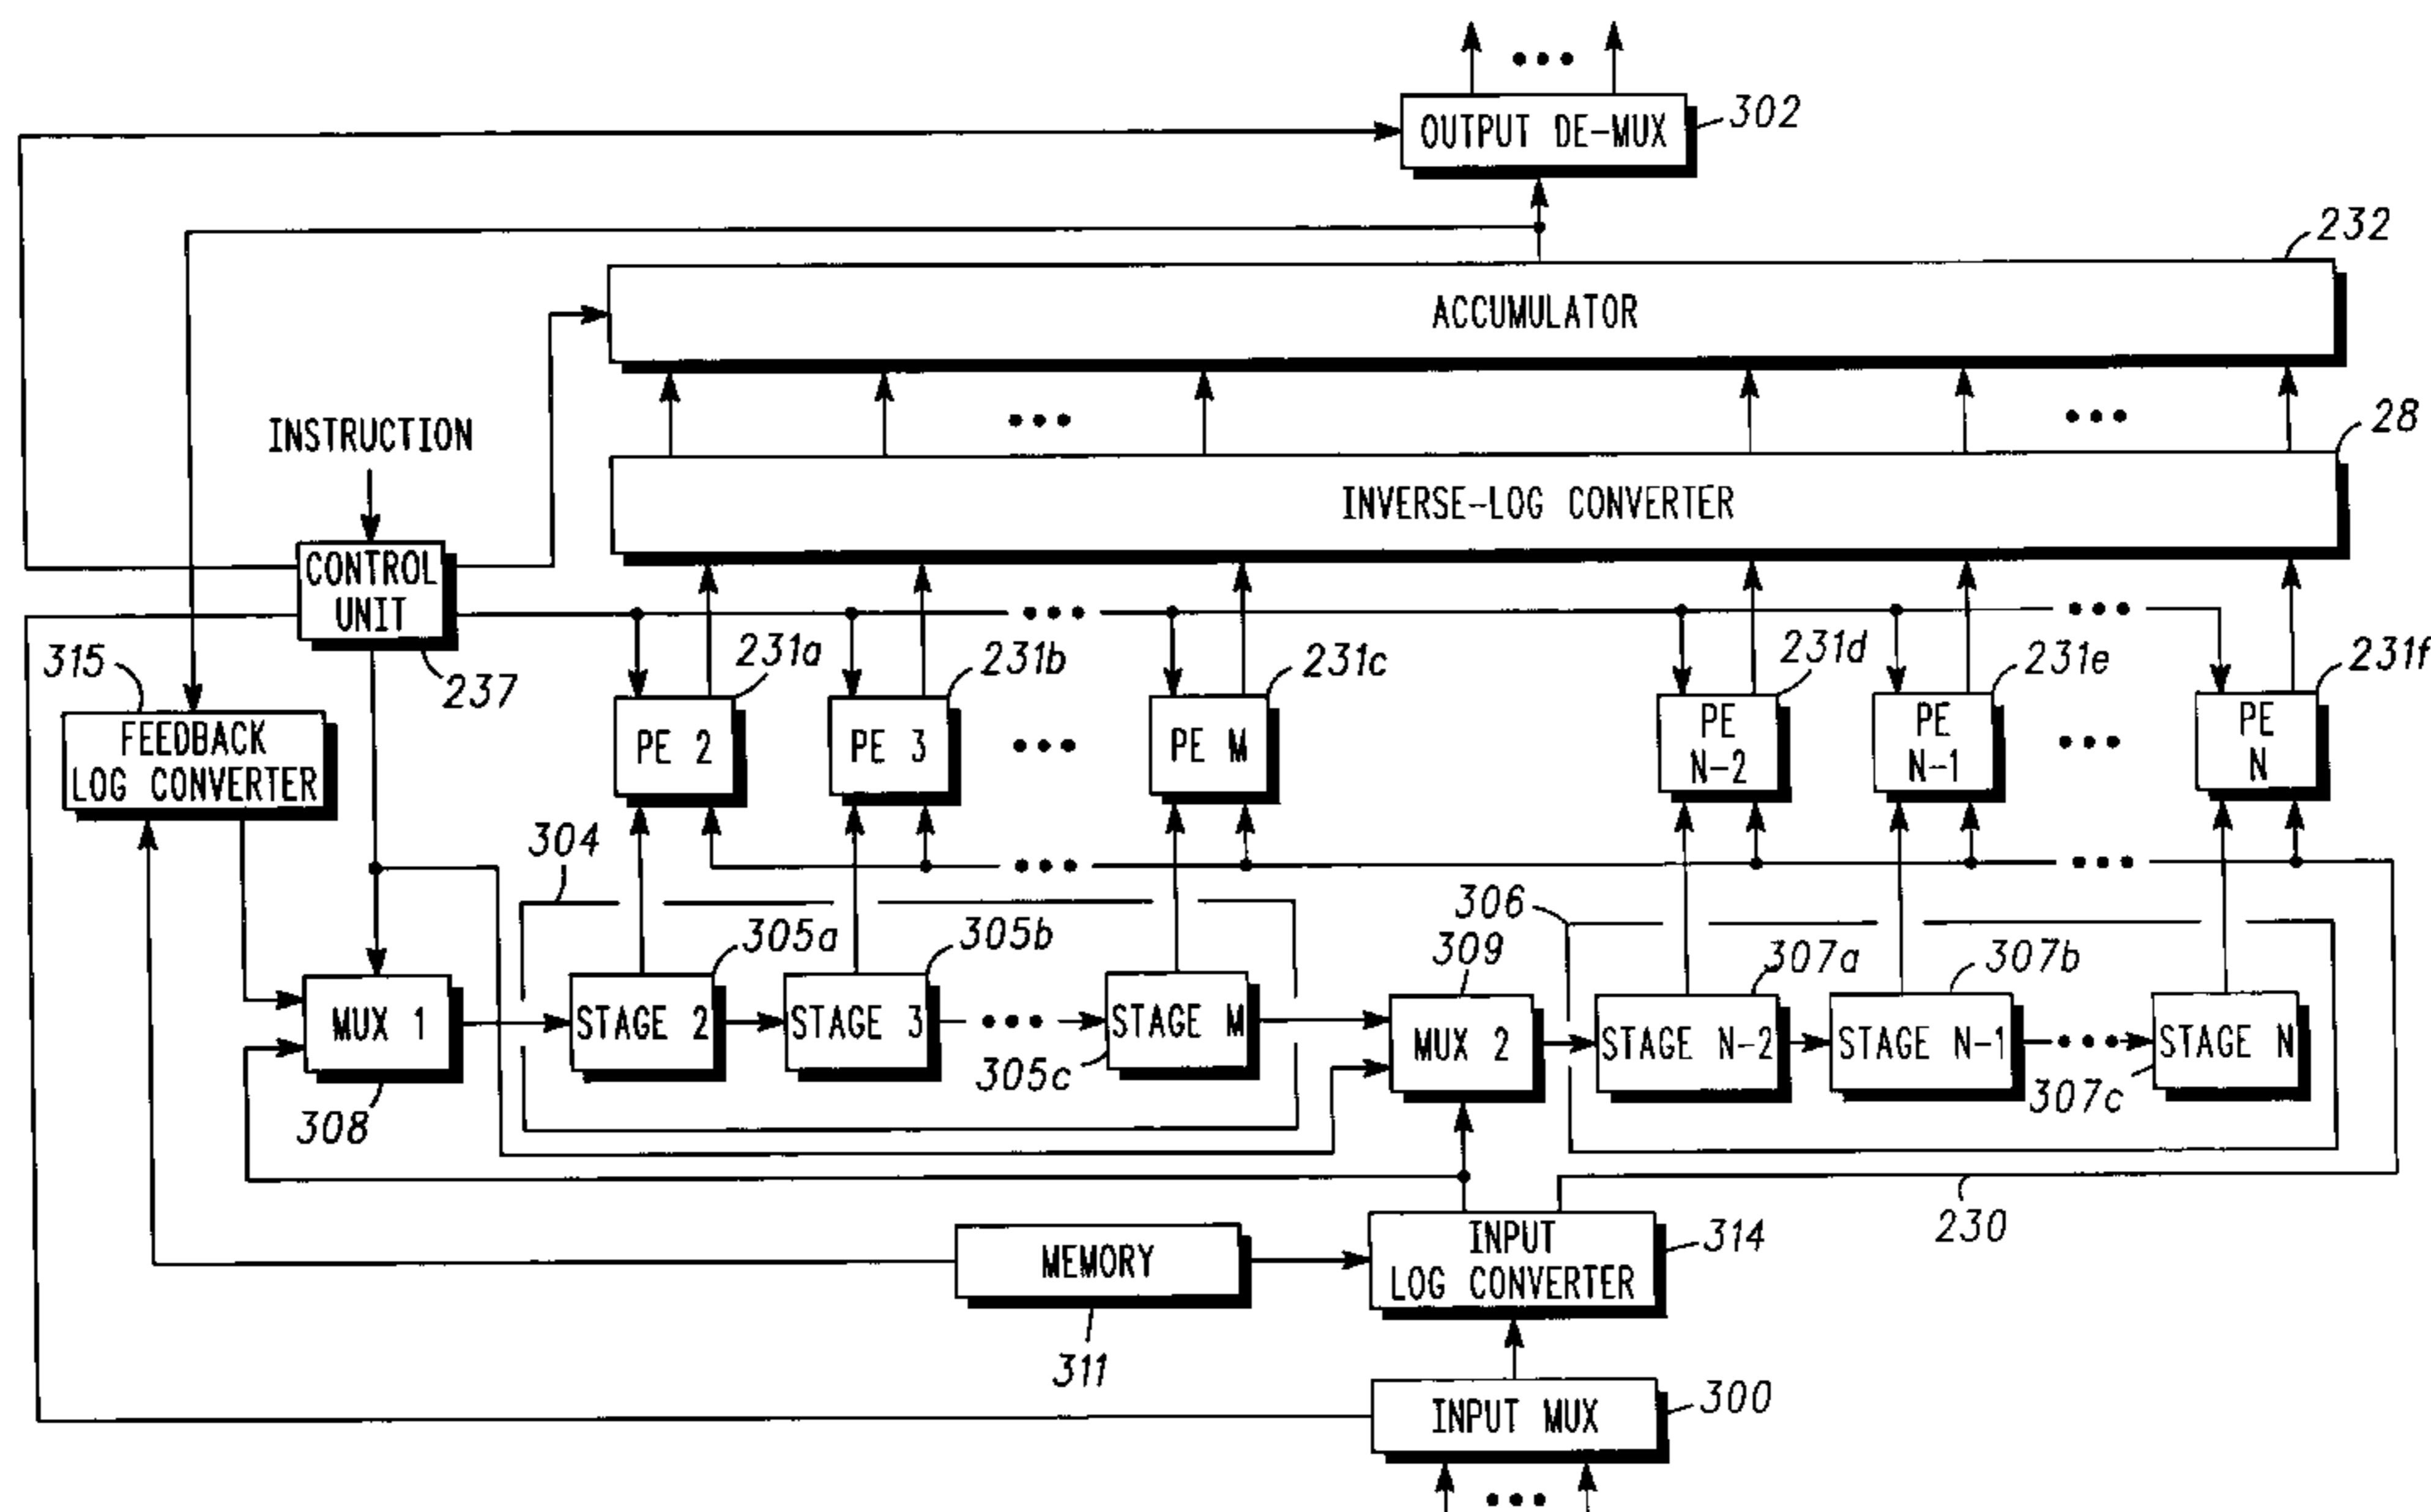 302
OUTPUT DE-MUX
232
ACCUMULATOR
28
INSTRUCTION
INVERSE-LOG CONVERTER
CONTROL
UNIT
237
315
FEEDBACK
LOG CONVERTER
231a
231b
231c
231d
231e
231f
PE 2
PE 3
PE M
PE
N-2
PE
N-1
PE
N
304
306
309
305a
305b
307a
307b
MUX 1
STAGE 2
STAGE 3
STAGE M
MUX 2
STAGE N-2
STAGE N-1
STAGE N
305c
307c
308
230
MEMORY
INPUT
LOG CONVERTER
314
311
INPUT MUX
300